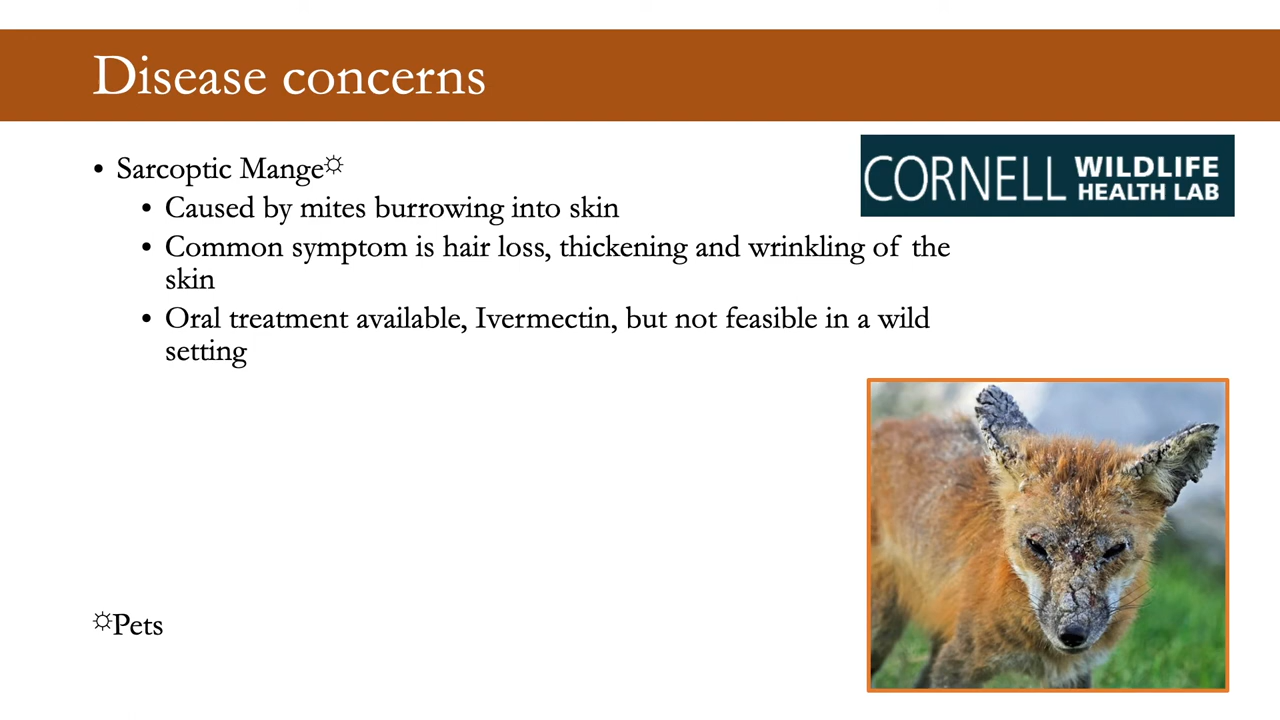 Disease concerns
• Sarcoptic Mange☼
• Caused by mites burrowing into skin
• Common symptom is hair loss, thickening and wrinkling of the
skin
• Oral treatment available, Ivermectin, but not feasible in a wild
setting
☼Pets
CORNELL WILDLIFE
HEALTH LAB